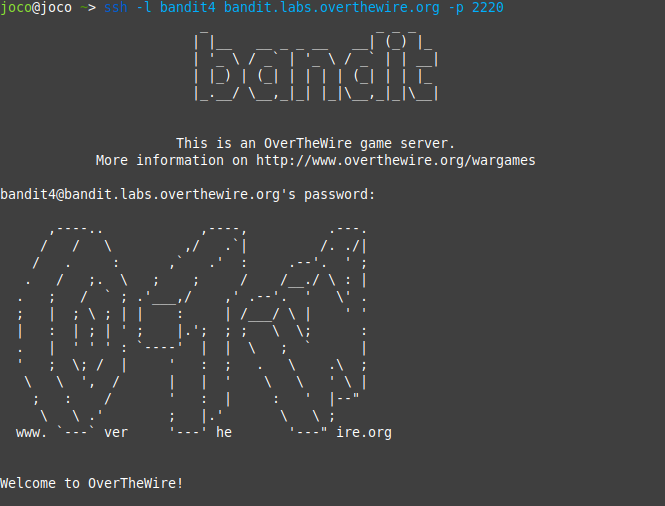 joco@joco ~> ssh -l bandit4 bandit.labs.overthewire.org -p 2220
bandit
This is an OverTheWire game server.
More information on http://www.overthewire.org/wargames
bandit4@bandit.labs.overthewire.org's password:
www. ver he ire.org
Welcome to OverTheWire!